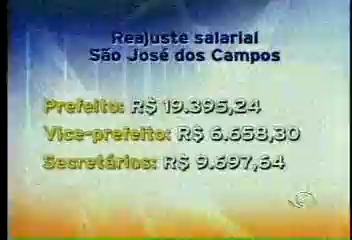 Reajuste salarial
São José dos Campos
Prefeito: R$ 19.395,24
Vice-prefeito: R$ 6.658,30
Secretários: R$ 9.697,64